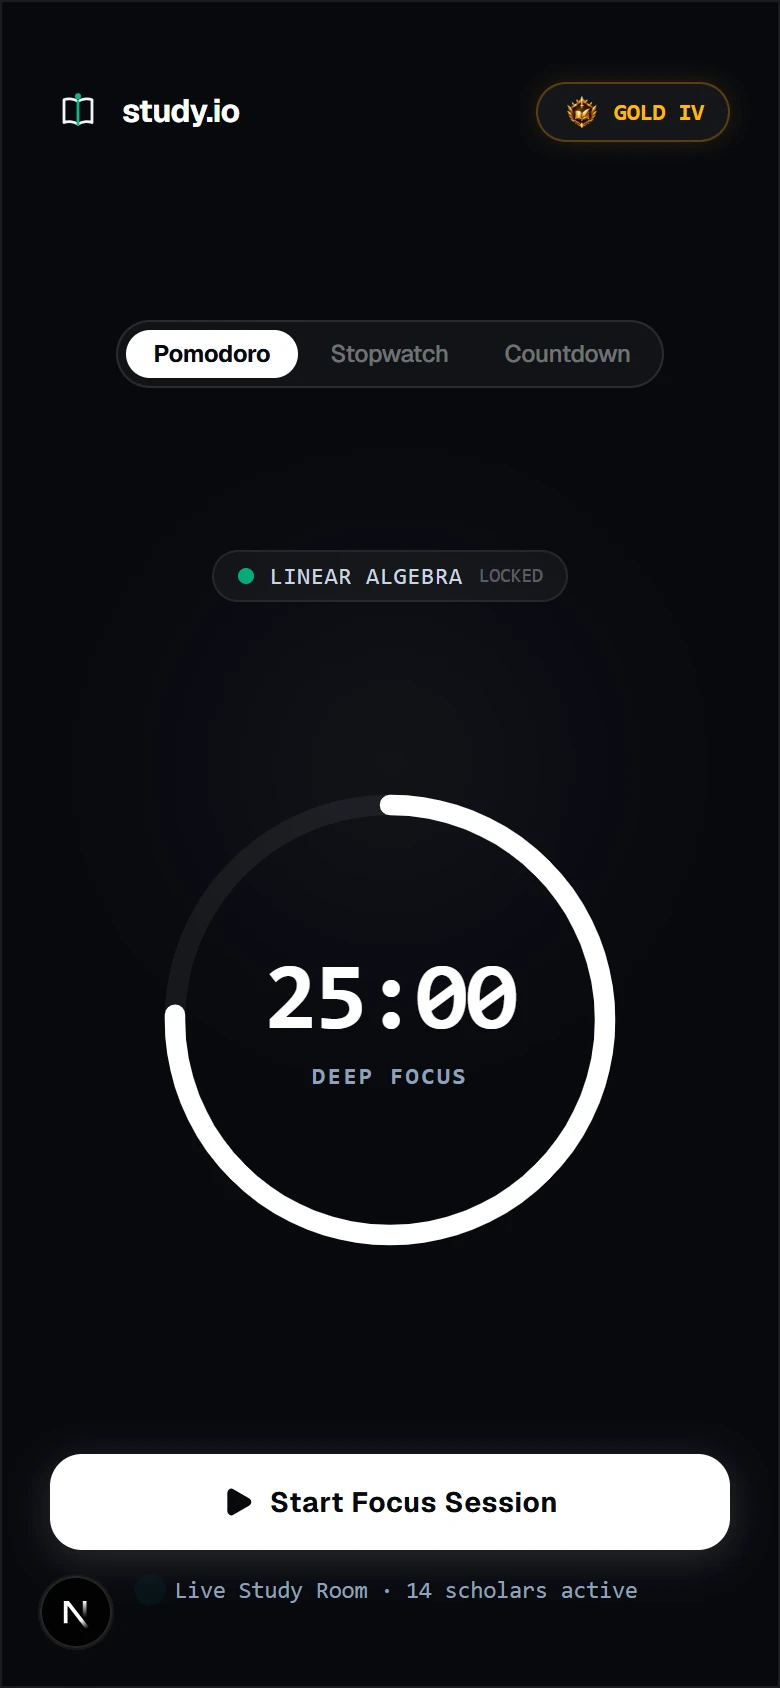 study.io
GOLD IV
Pomodoro Stopwatch Countdown
LINEAR ALGEBRA LOCKED
25:00
DEEP FOCUS
Start Focus Session
Live Study Room · 14 scholars active
N